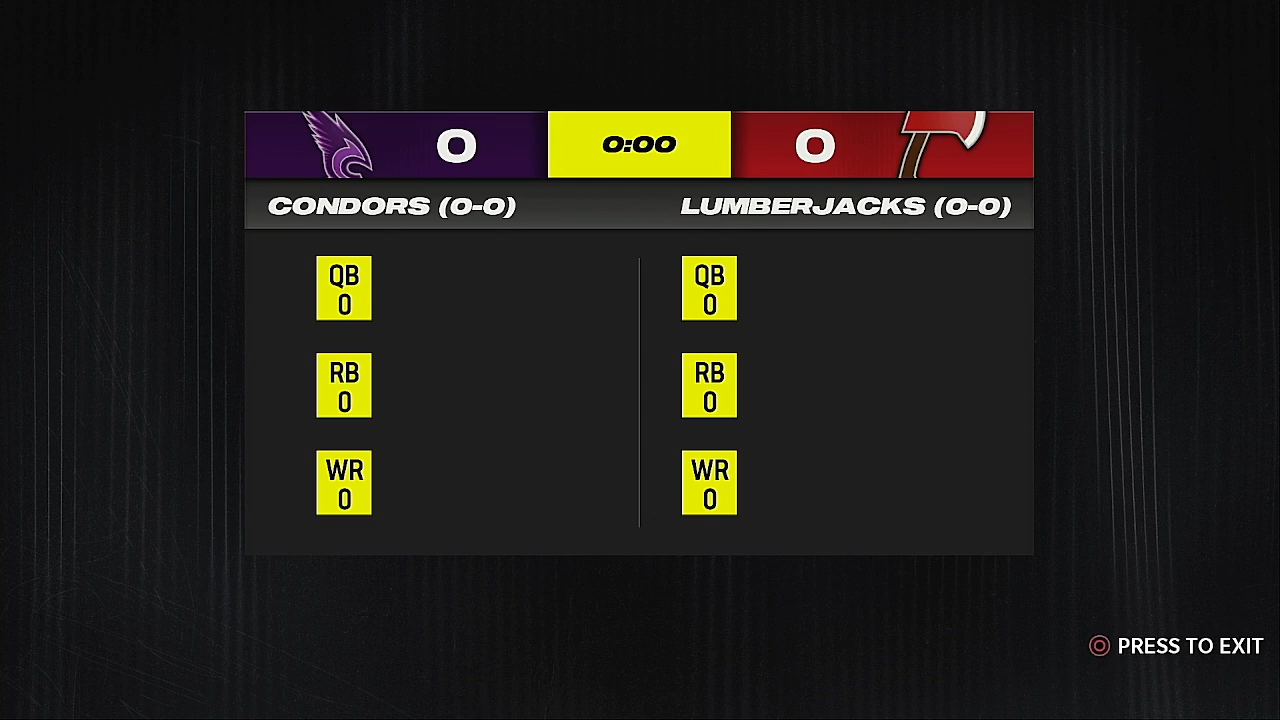 0 0:00 0
CONDORS (0-0) LUMBERJACKS (0-0)
QB QB
0 0
RB RB
0 0
WR WR
0 0
PRESS TO EXIT